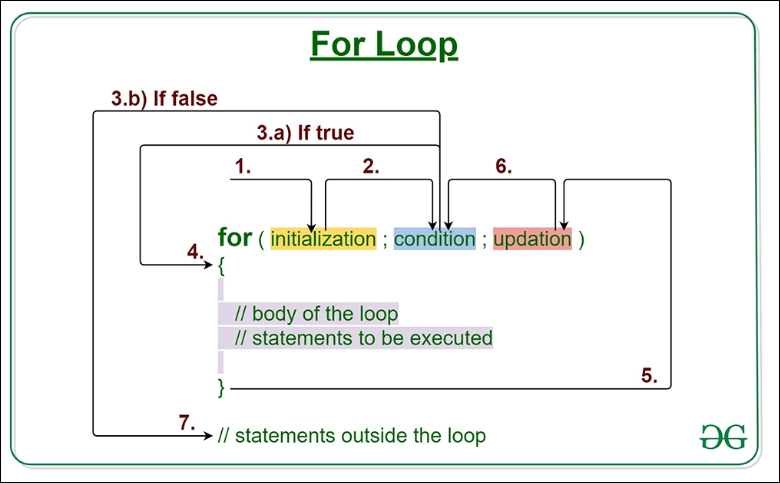 For Loop
3.b) If false
3.a) If true
1. 2. 6.
for ( initialization ; condition ; updation )
4. {
// body of the loop
// statements to be executed
} 5.
7. // statements outside the loop
GG